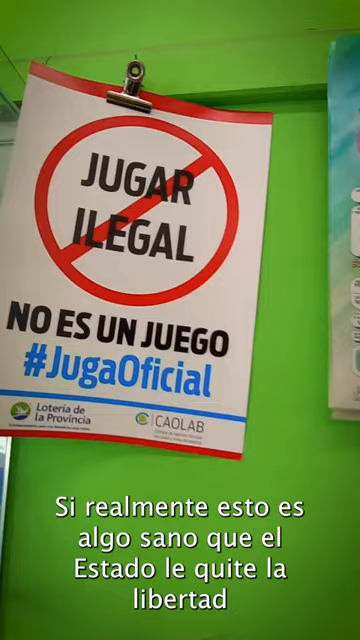 JUGAR
ILEGAL
NO ES UN JUEGO
#JugaOficial
Lotería de
la Provincia
CAOLAB
Si realmente esto es
algo sano que el
Estado le quite la
libertad